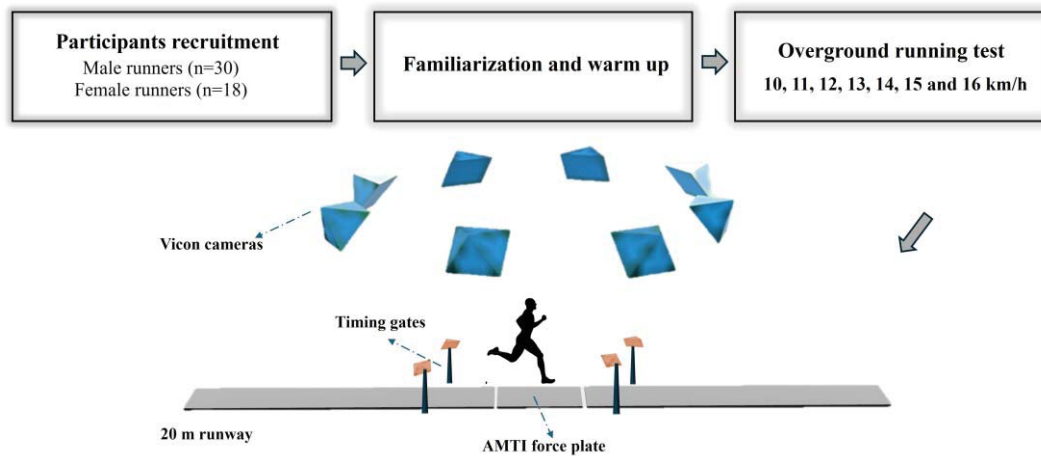 Participants recruitment
Male runners (n=30)
Female runners (n=18)
Familiarization and warm up
Overground running test
10, 11, 12, 13, 14, 15 and 16 km/h
Vicon cameras
Timing gates
20 m runway
AMTI force plate